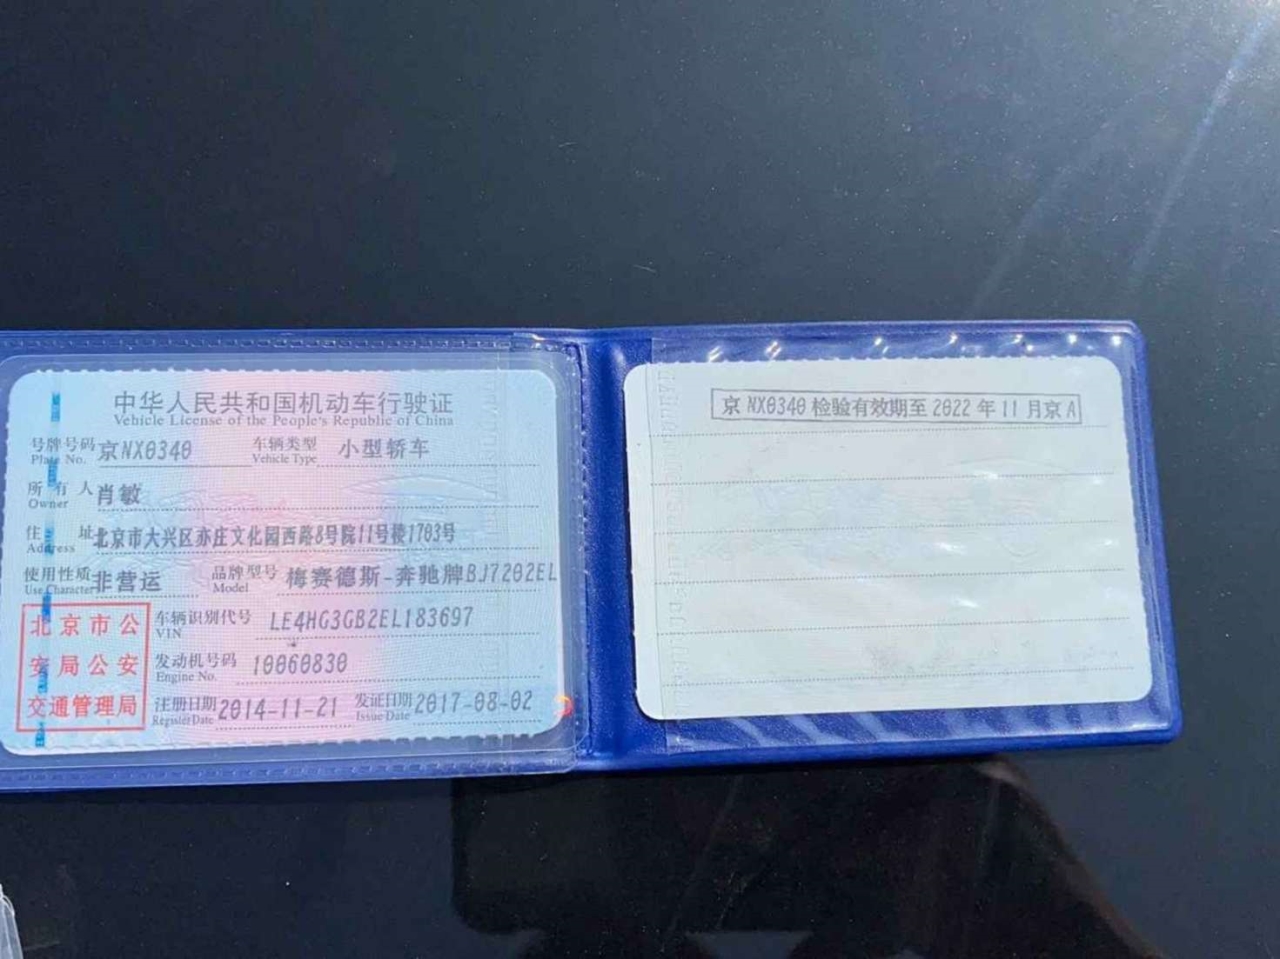 中华人民共和国机动车行驶证
Vehicle License of the People's Republic of China
号牌号码 京NX0340 车辆类型 小型轿车
Plate No. Vehicle Type
所有人 肖敏
Owner
住址 北京市大兴区亦庄文化园西路8号院11号楼1703号
Address
使用性质 非营运 品牌型号 梅赛德斯-奔驰牌BJ7202EL
Use Character Model
北京市公
安局公安
交通管理局
车辆识别代号 LE4HG3GB2EL183697
VIN
发动机号码 10060830
Engine No.
注册日期 2014-11-21 发证日期 2017-08-02
Register Date Issue Date
京NX0340检验有效期至2022年11月京A